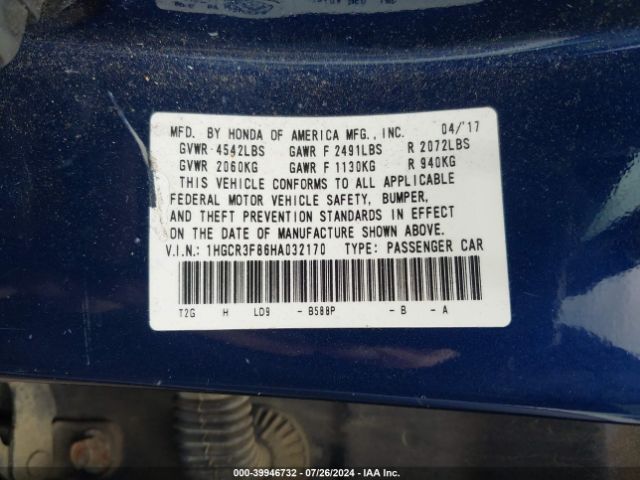 MFD. BY HONDA OF AMERICA MFG., INC. 04/'17
GVWR 4542LBS GAWR F 2491LBS R 2072LBS
GVWR 2060KG GAWR F 1130KG R 940KG
THIS VEHICLE CONFORMS TO ALL APPLICABLE
FEDERAL MOTOR VEHICLE SAFETY, BUMPER,
AND THEFT PREVENTION STANDARDS IN EFFECT
ON THE DATE OF MANUFACTURE SHOWN ABOVE.
V.I.N.: 1HGCR3F86HA032170 TYPE: PASSENGER CAR
T2G H LD9 - B588P - B - A
000-39946732 - 07/26/2024 - IAA Inc.